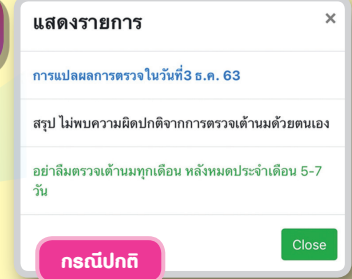 แสดงรายการ ×
การแปลผลการตรวจในวันที่3 ธ.ค. 63
สรุป ไม่พบความผิดปกติจากการตรวจเต้านมด้วยตนเอง
อย่าลืมตรวจเต้านมทุกเดือน หลังหมดประจำเดือน 5-7
วัน
Close
กรณีปกติ